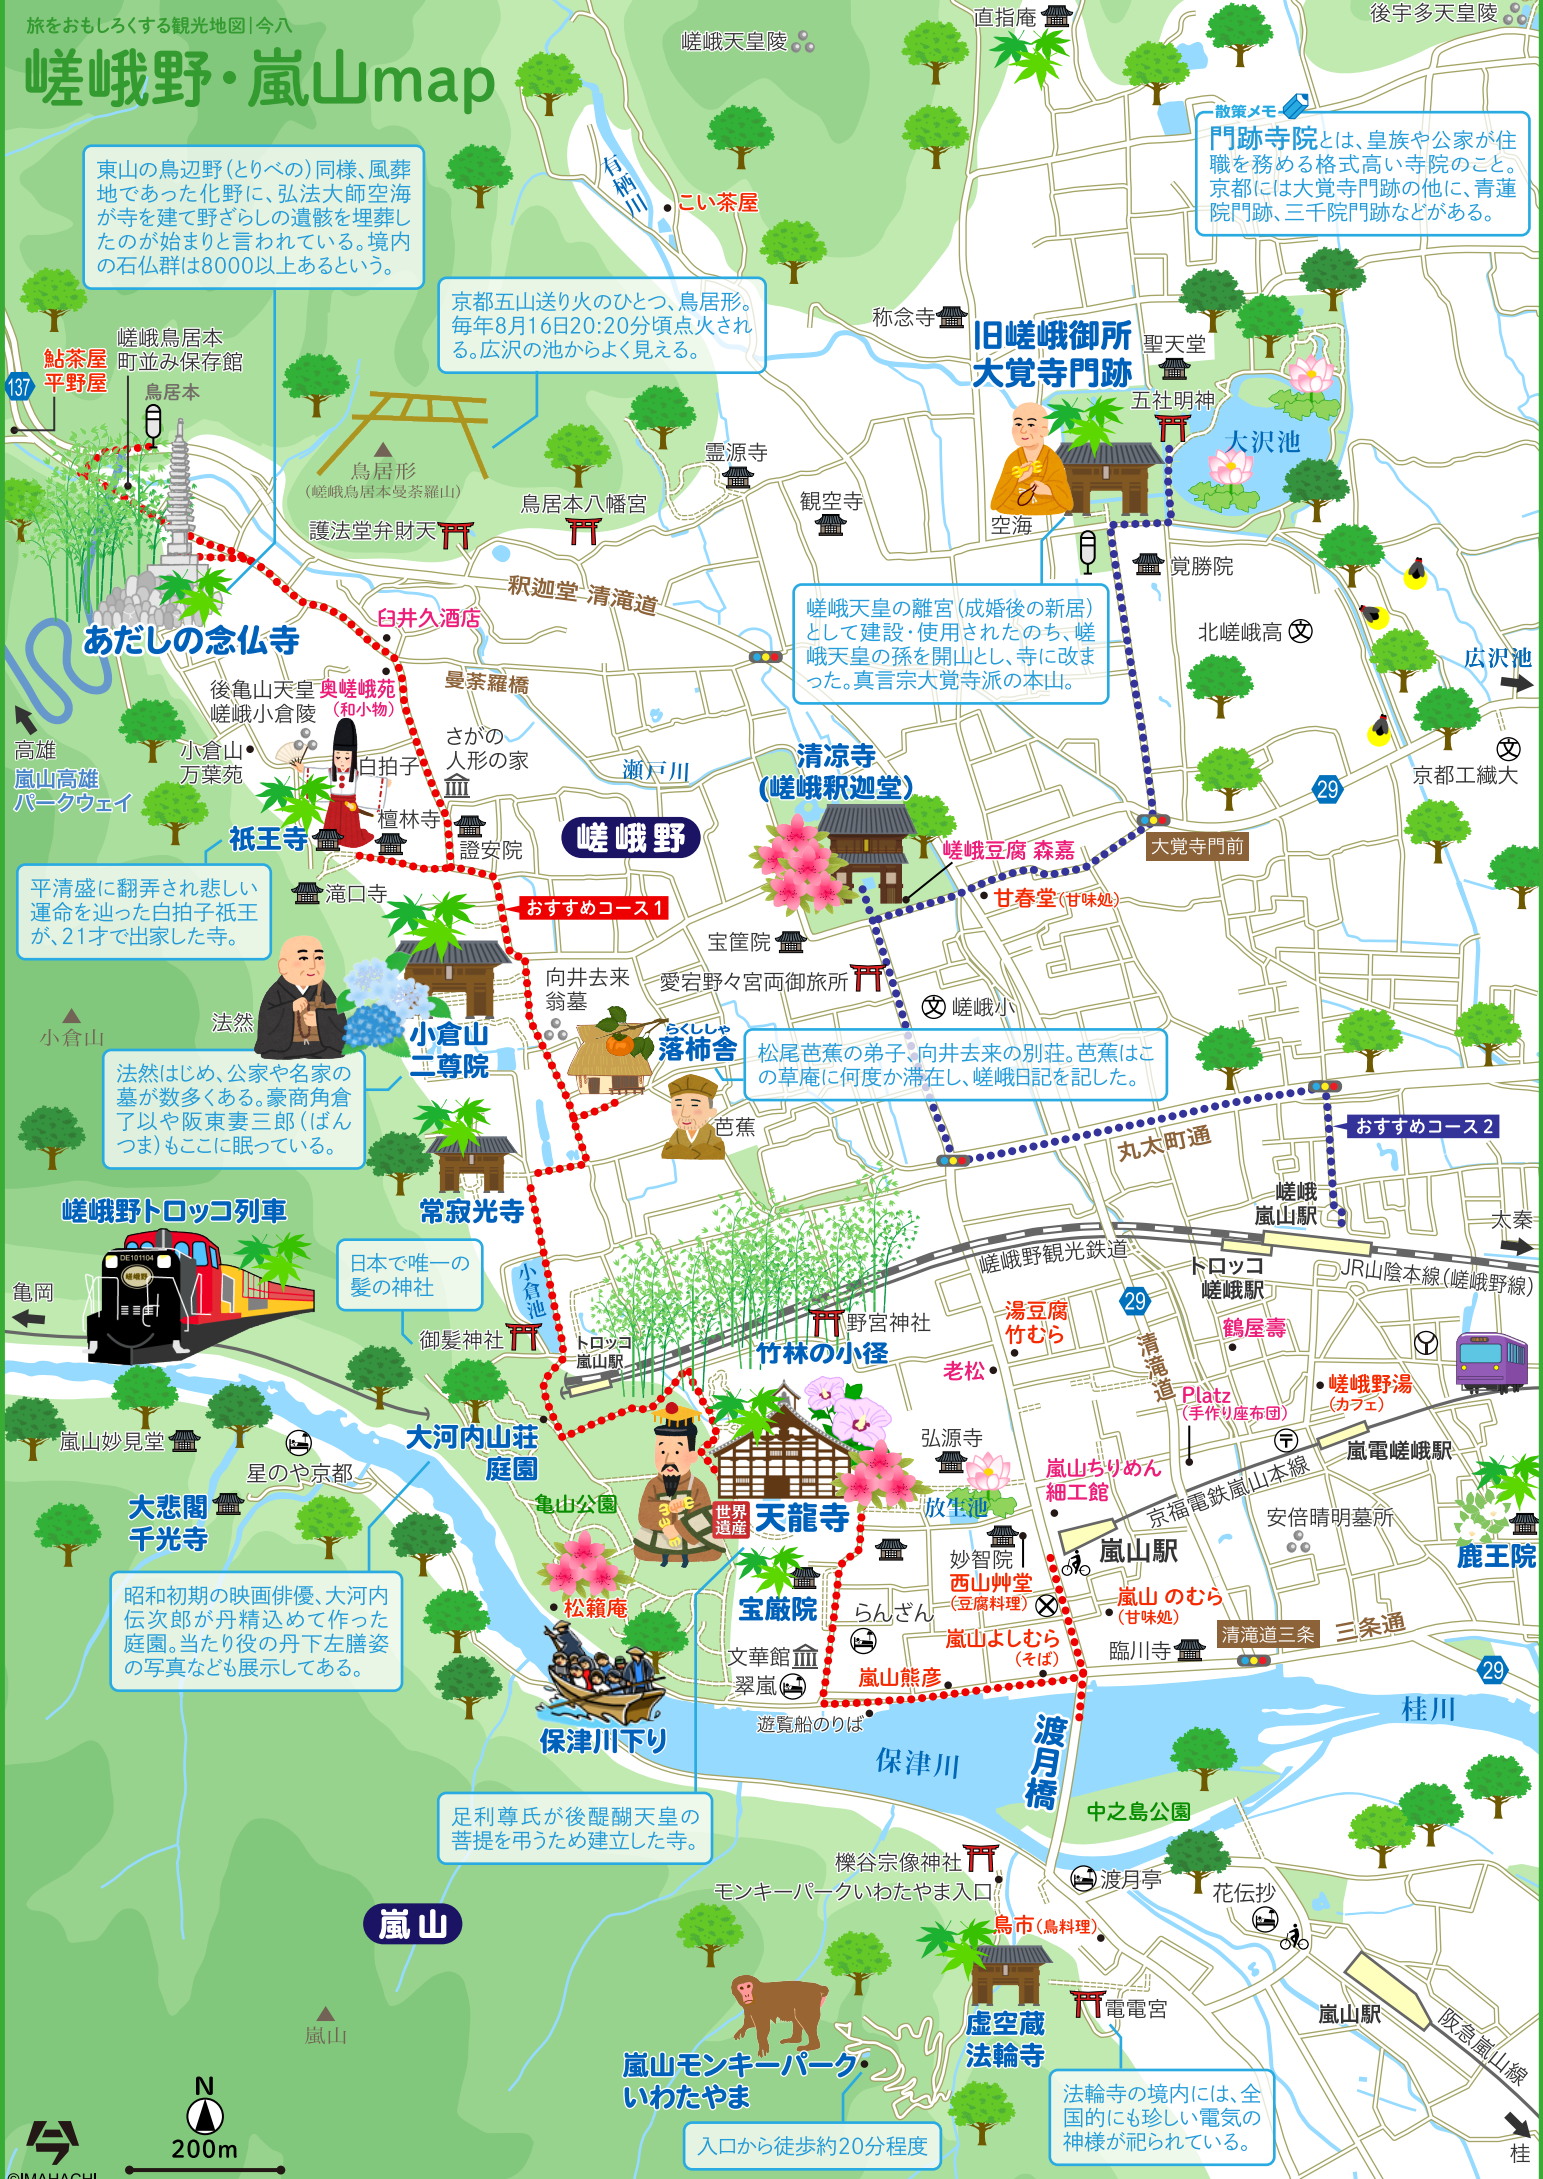 旅をおもしろくする観光地図|今八
嵯峨野・嵐山map
直指庵
嵯峨天皇陵
後宇多天皇陵
散策メモ
門跡寺院とは、皇族や公家が住
職を務める格式高い寺院のこと。
京都には大覚寺門跡の他に、青蓮
院門跡、三千院門跡などがある。
東山の鳥辺野(とりべの)同様、風葬
地であった化野に、弘法大師空海
が寺を建て野ざらしの遺骸を埋葬し
たのが始まりと言われている。境内
の石仏群は8000以上あるという。
有栖川
こい茶屋
京都五山送り火のひとつ、鳥居形。
毎年8月16日20:20分頃点火され
る。広沢の池からよく見える。
称念寺
旧嵯峨御所
大覚寺門跡
聖天堂
五社明神
大沢池
嵯峨鳥居本
町並み保存館
鮎茶屋
平野屋
137
鳥居本
鳥居形
(嵯峨鳥居本曼荼羅山)
霊源寺
鳥居本八幡宮
護法堂弁財天
観空寺
空海
覚勝院
釈迦堂 清滝道
嵯峨天皇の離宮(成婚後の新居)
として建設・使用されたのち、嵯
峨天皇の孫を開山とし、寺に改ま
った。真言宗大覚寺派の本山。
北嵯峨高
文
広沢池
あだしの念仏寺
臼井久酒店
曼荼羅橋
後亀山天皇
嵯峨小倉陵
奥嵯峨苑
(和小物)
高雄
嵐山高雄
パークウェイ
小倉山
万葉苑
白拍子
さがの
人形の家
瀬戸川
清凉寺
(嵯峨釈迦堂)
文
京都工繊大
29
祇王寺
檀林寺
證安院
嵯峨野
嵯峨豆腐 森嘉
大覚寺門前
平清盛に翻弄され悲しい
運命を辿った白拍子祇王
が、21才で出家した寺。
滝口寺
おすすめコース1
甘春堂(甘味処)
宝筐院
愛宕野々宮両御旅所
向井去来
翁墓
文
嵯峨小
小倉山
法然
小倉山
二尊院
らくししゃ
落柿舎
松尾芭蕉の弟子、向井去来の別荘。芭蕉はこ
の草庵に何度か滞在し、嵯峨日記を記した。
法然はじめ、公家や名家の
墓が数多くある。豪商角倉
了以や阪東妻三郎(ばん
つま)もここに眠っている。
芭蕉
丸太町通
おすすめコース2
常寂光寺
嵯峨野トロッコ列車
DE101104
嵯峨野
日本で唯一の
髪の神社
小倉池
亀岡
御髪神社
嵯峨
嵐山駅
太秦
嵯峨野観光鉄道
トロッコ
嵯峨駅
JR山陰本線(嵯峨野線)
トロッコ
嵐山駅
野宮神社
竹林の小径
湯豆腐
竹むら
29
清滝道
鶴屋壽
老松
Platz
(手作り座布団)
嵯峨野湯
(カフェ)
嵐山妙見堂
星のや京都
大河内山荘
庭園
大悲閣
千光寺
亀山公園
世界
遺産
天龍寺
弘源寺
放生池
嵐山ちりめん
細工館
嵐電嵯峨駅
京福電鉄嵐山本線
安倍晴明墓所
鹿王院
嵐山駅
妙智院
西山艸堂
(豆腐料理)
昭和初期の映画俳優、大河内
伝次郎が丹精込めて作った
庭園。当たり役の丹下左膳姿
の写真なども展示してある。
松籟庵
宝厳院
らんざん
嵐山 のむら
(甘味処)
清滝道三条
三条通
嵐山よしむら
(そば)
臨川寺
文華館
翠嵐
嵐山熊彦
29
保津川下り
遊覧船のりば
保津川
渡月橋
桂川
中之島公園
足利尊氏が後醍醐天皇の
菩提を弔うため建立した寺。
櫟谷宗像神社
モンキーパークいわたやま入口
渡月亭
花伝抄
嵐山
鳥市(鳥料理)
嵐山
電電宮
虚空蔵
法輪寺
嵐山駅
阪急嵐山線
嵐山モンキーパーク
いわたやま
法輪寺の境内には、全
国的にも珍しい電気の
神様が祀られている。
入口から徒歩約20分程度
桂
N
200m
©IMAHACHI